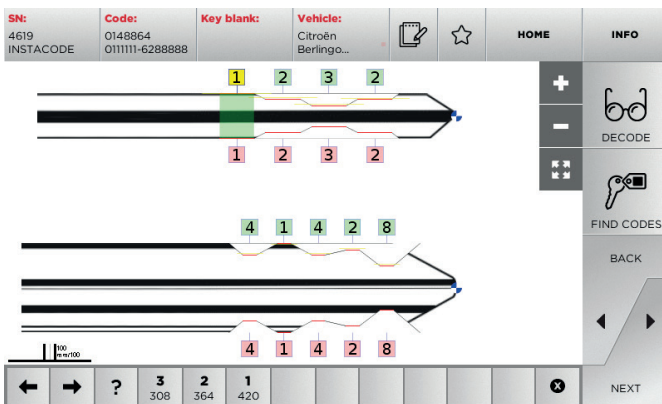 SN:
4619
INSTACODE
Code:
0148864
0111111-6288888
Key blank:
Vehicle:
Citroën
Berlingo...
HOME
INFO
1 2 3 2
1 2 3 2
DECODE
FIND CODES
4 1 4 2 8
4 1 4 2 8
BACK
100
mm/100
?
3
308
2
364
1
420
NEXT